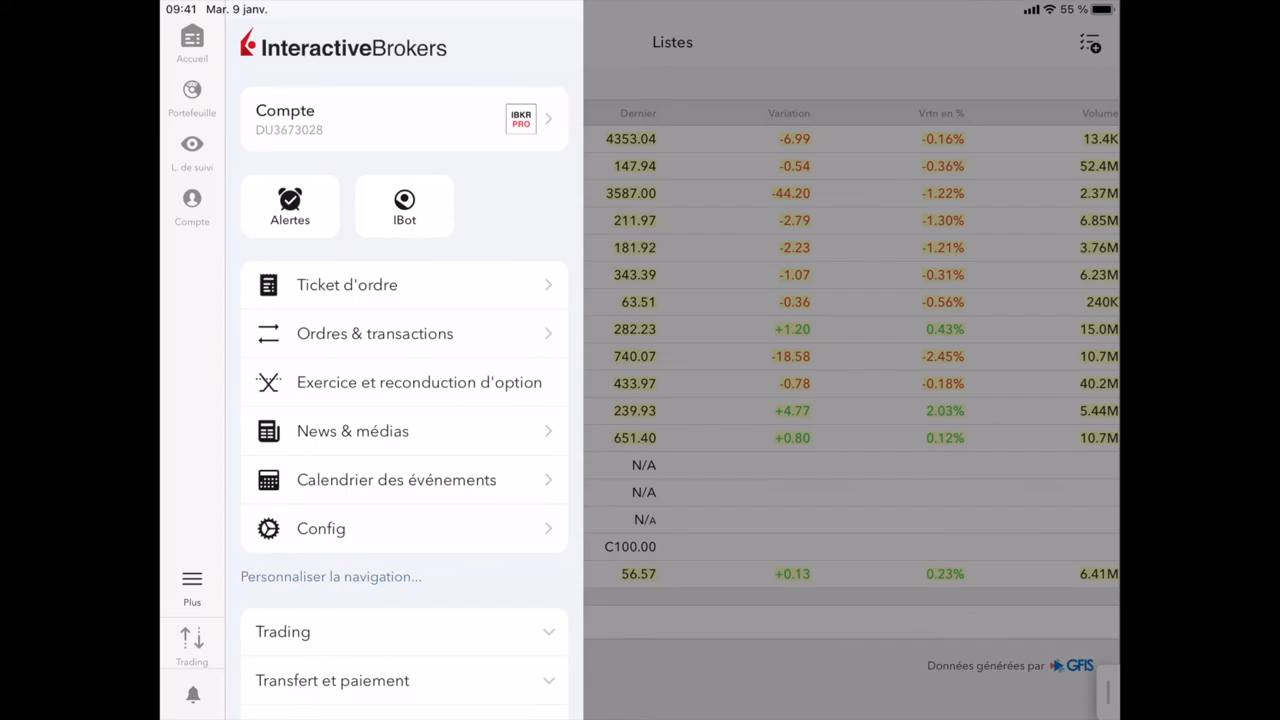 09:41 Mar. 9 janv.
55 %
Accueil
Portefeuille
L. de suivi
Compte
Plus
Trading
InteractiveBrokers
Compte
DU3673028
IBKR
PRO
Alertes
IBot
Ticket d'ordre
Ordres & transactions
Exercice et reconduction d'option
News & médias
Calendrier des événements
Config
Personnaliser la navigation...
Trading
Transfert et paiement
Listes
Dernier Variation Vrtn en % Volume
4353.04 -6.99 -0.16% 13.4K
147.94 -0.54 -0.36% 52.4M
3587.00 -44.20 -1.22% 2.37M
211.97 -2.79 -1.30% 6.85M
181.92 -2.23 -1.21% 3.76M
343.39 -1.07 -0.31% 6.23M
63.51 -0.36 -0.56% 240K
282.23 +1.20 0.43% 15.0M
740.07 -18.58 -2.45% 10.7M
433.97 -0.78 -0.18% 40.2M
239.93 +4.77 2.03% 5.44M
651.40 +0.80 0.12% 10.7M
N/A
N/A
N/A
C100.00
56.57 +0.13 0.23% 6.41M
Données générées par GFIS